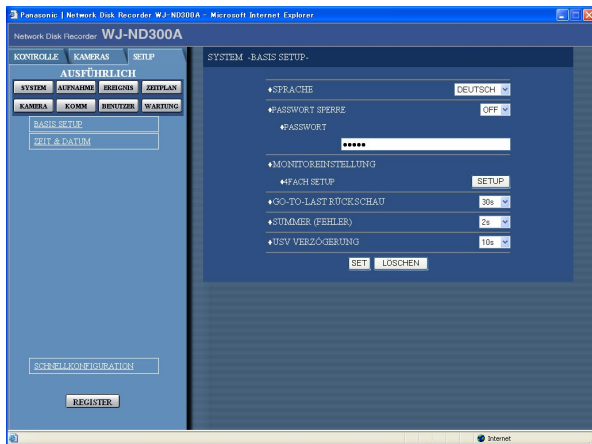 Panasonic | Network Disk Recorder WJ-ND300A - Microsoft Internet Explorer
Network Disk Recorder WJ-ND300A
KONTROLLE KAMERAS SETUP
AUSFÜHRLICH
SYSTEM AUFNAHME EREIGNIS ZEITPLAN
KAMERA KOMM BENUTZER WARTUNG
BASIS SETUP
ZEIT & DATUM
SCHNELLKONFIGURATION
REGISTER
SYSTEM -BASIS SETUP-
♦SPRACHE DEUTSCH
♦PASSWORT SPERRE OFF
♦PASSWORT
●●●●●
♦MONITOREINSTELLUNG
♦4FACH SETUP SETUP
♦GO-TO-LAST RÜCKSCHAU 30s
♦SUMMER (FEHLER) 2s
♦USV VERZÖGERUNG 10s
SET LÖSCHEN
Internet